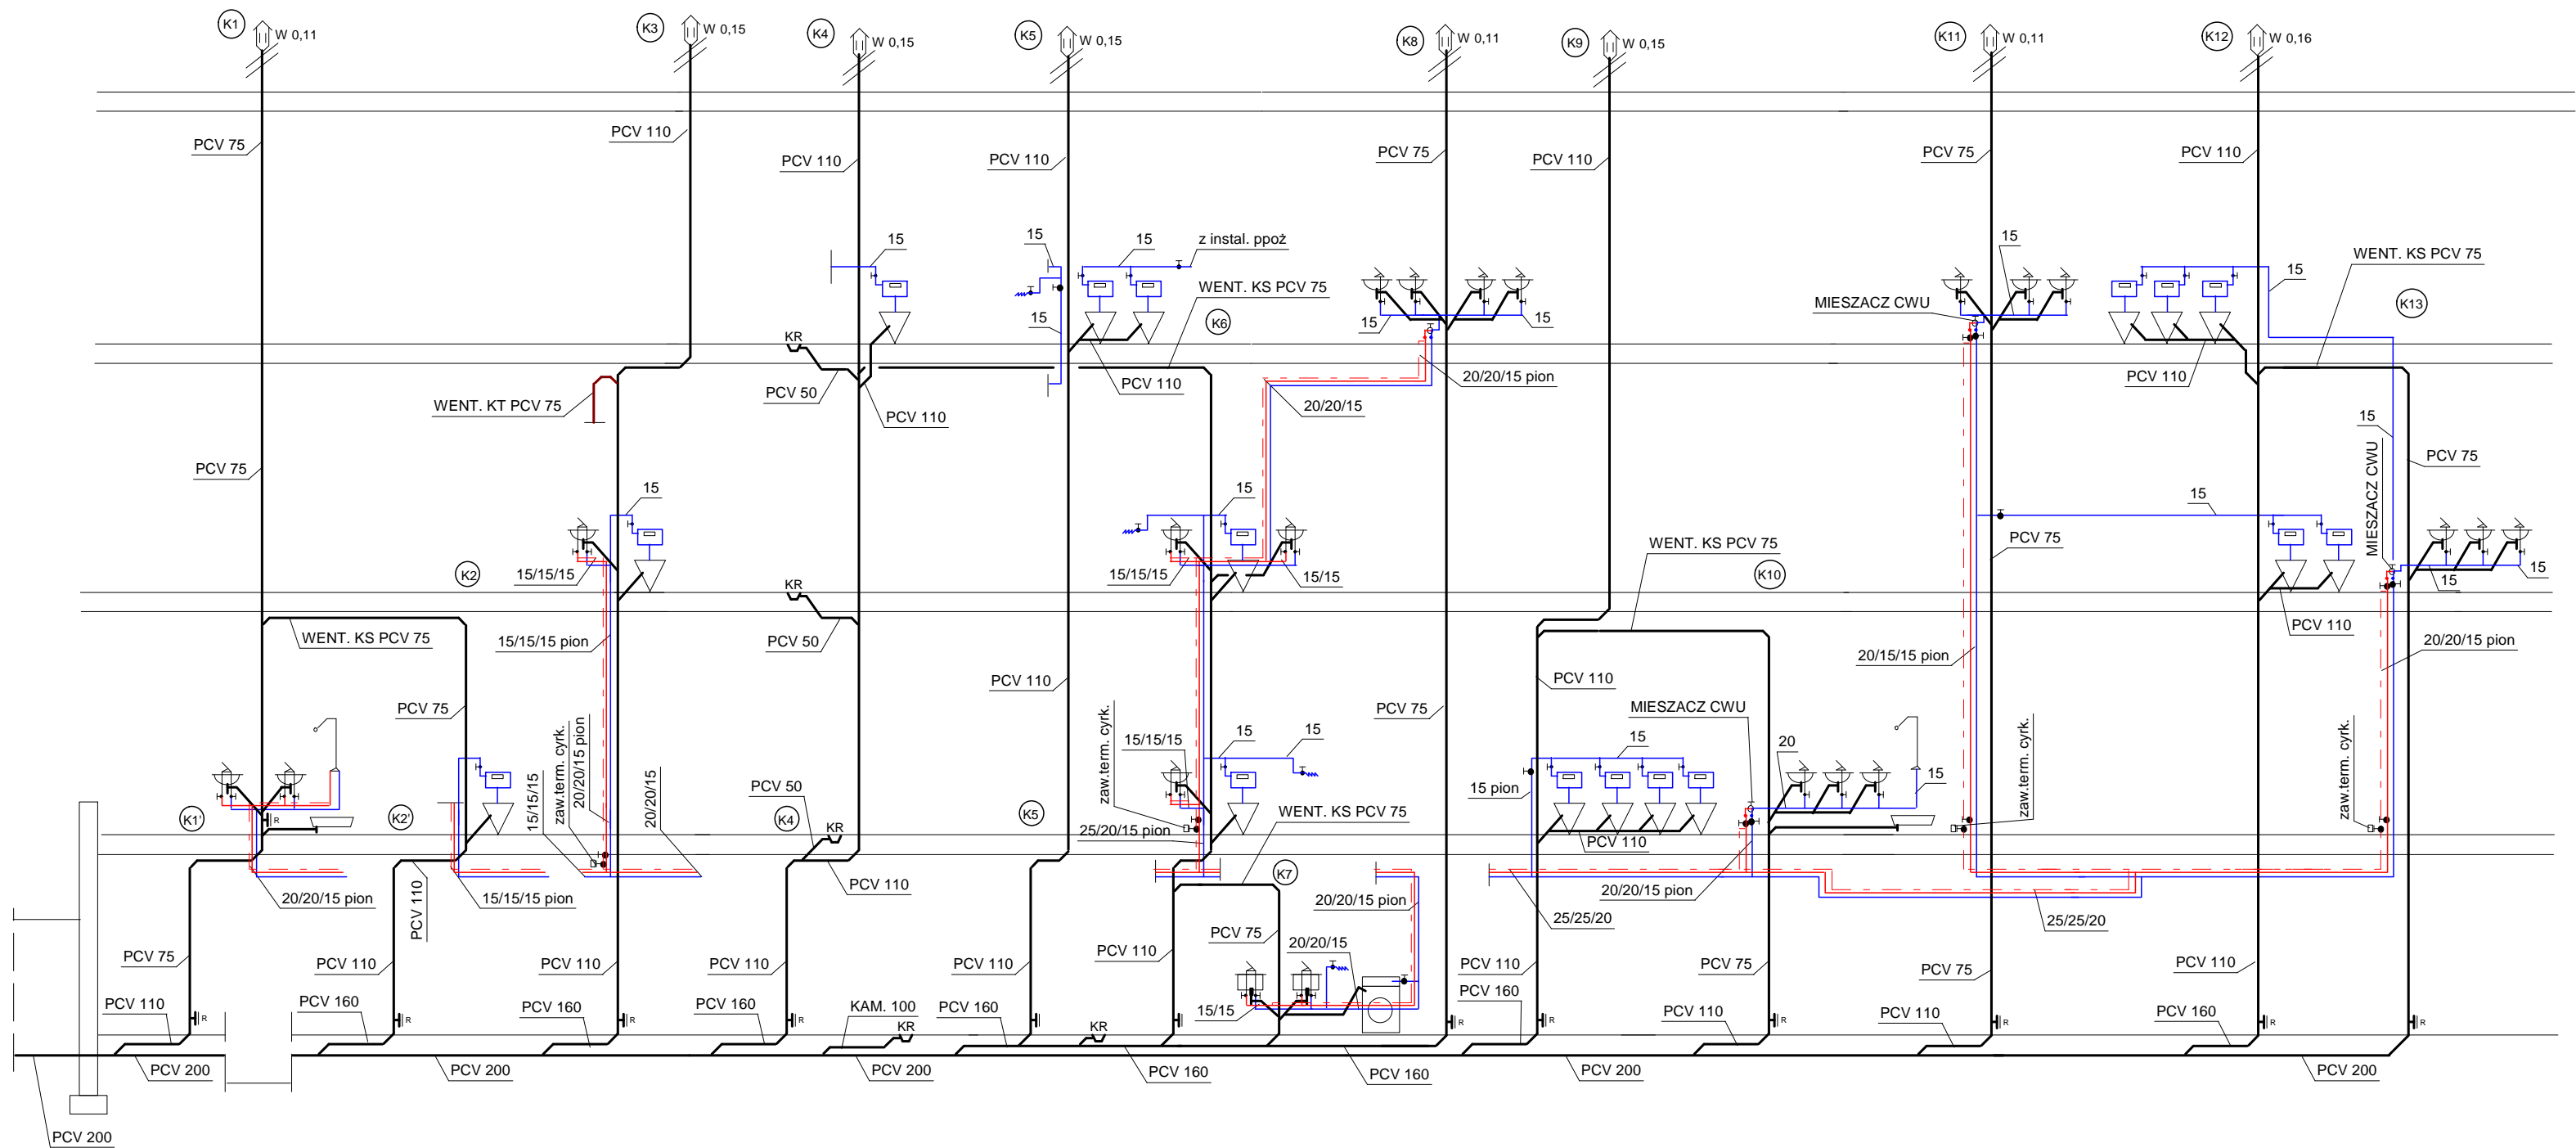 K1
W 0,11
K3
W 0,15
K4
W 0,15
K5
W 0,15
K8
W 0,11
K9
W 0,15
K11
W 0,11
K12
W 0,16
PCV 75
PCV 110
PCV 110
PCV 110
PCV 75
PCV 110
PCV 75
PCV 110
15
15
15
z instal. ppoż
15
WENT. KS PCV 75
15
WENT. KS PCV 75
MIESZACZ CWU
K13
15
K6
15
15
KR
PCV 50
PCV 110
PCV 110
20/20/15 pion
20/20/15
PCV 110
WENT. KT PCV 75
15
PCV 75
MIESZACZ CWU
PCV 75
15
15
15
PCV 75
WENT. KS PCV 75
K2
15/15/15
15/15/15
15/15
K10
15
15
KR
PCV 50
PCV 110
WENT. KS PCV 75
15/15/15 pion
20/15/15 pion
20/20/15 pion
PCV 110
PCV 110
PCV 75
PCV 75
MIESZACZ CWU
zaw.term. cyrk.
20/20/15 pion
zaw.term. cyrk.
15/15/15
15
15
15
20
zaw.term. cyrk.
zaw.term. cyrk.
15/15/15
20/20/15
PCV 50
15 pion
15
K1'
R
K2'
K4
KR
K5
25/20/15 pion
WENT. KS PCV 75
PCV 110
PCV 110
K7
20/20/15 pion
15/15/15 pion
PCV 110
20/20/15 pion
20/20/15 pion
25/25/20
25/25/20
PCV 75
PCV 110
PCV 110
PCV 110
PCV 110
PCV 110
PCV 75
20/20/15
PCV 110
PCV 75
PCV 75
PCV 110
PCV 110
PCV 160
PCV 160
PCV 160
KAM. 100
PCV 160
15/15
PCV 160
PCV 110
PCV 110
PCV 160
R
R
R
R
R
R
R
R
R
R
KR
KR
PCV 200
PCV 200
PCV 200
PCV 160
PCV 160
PCV 200
PCV 200
PCV 200